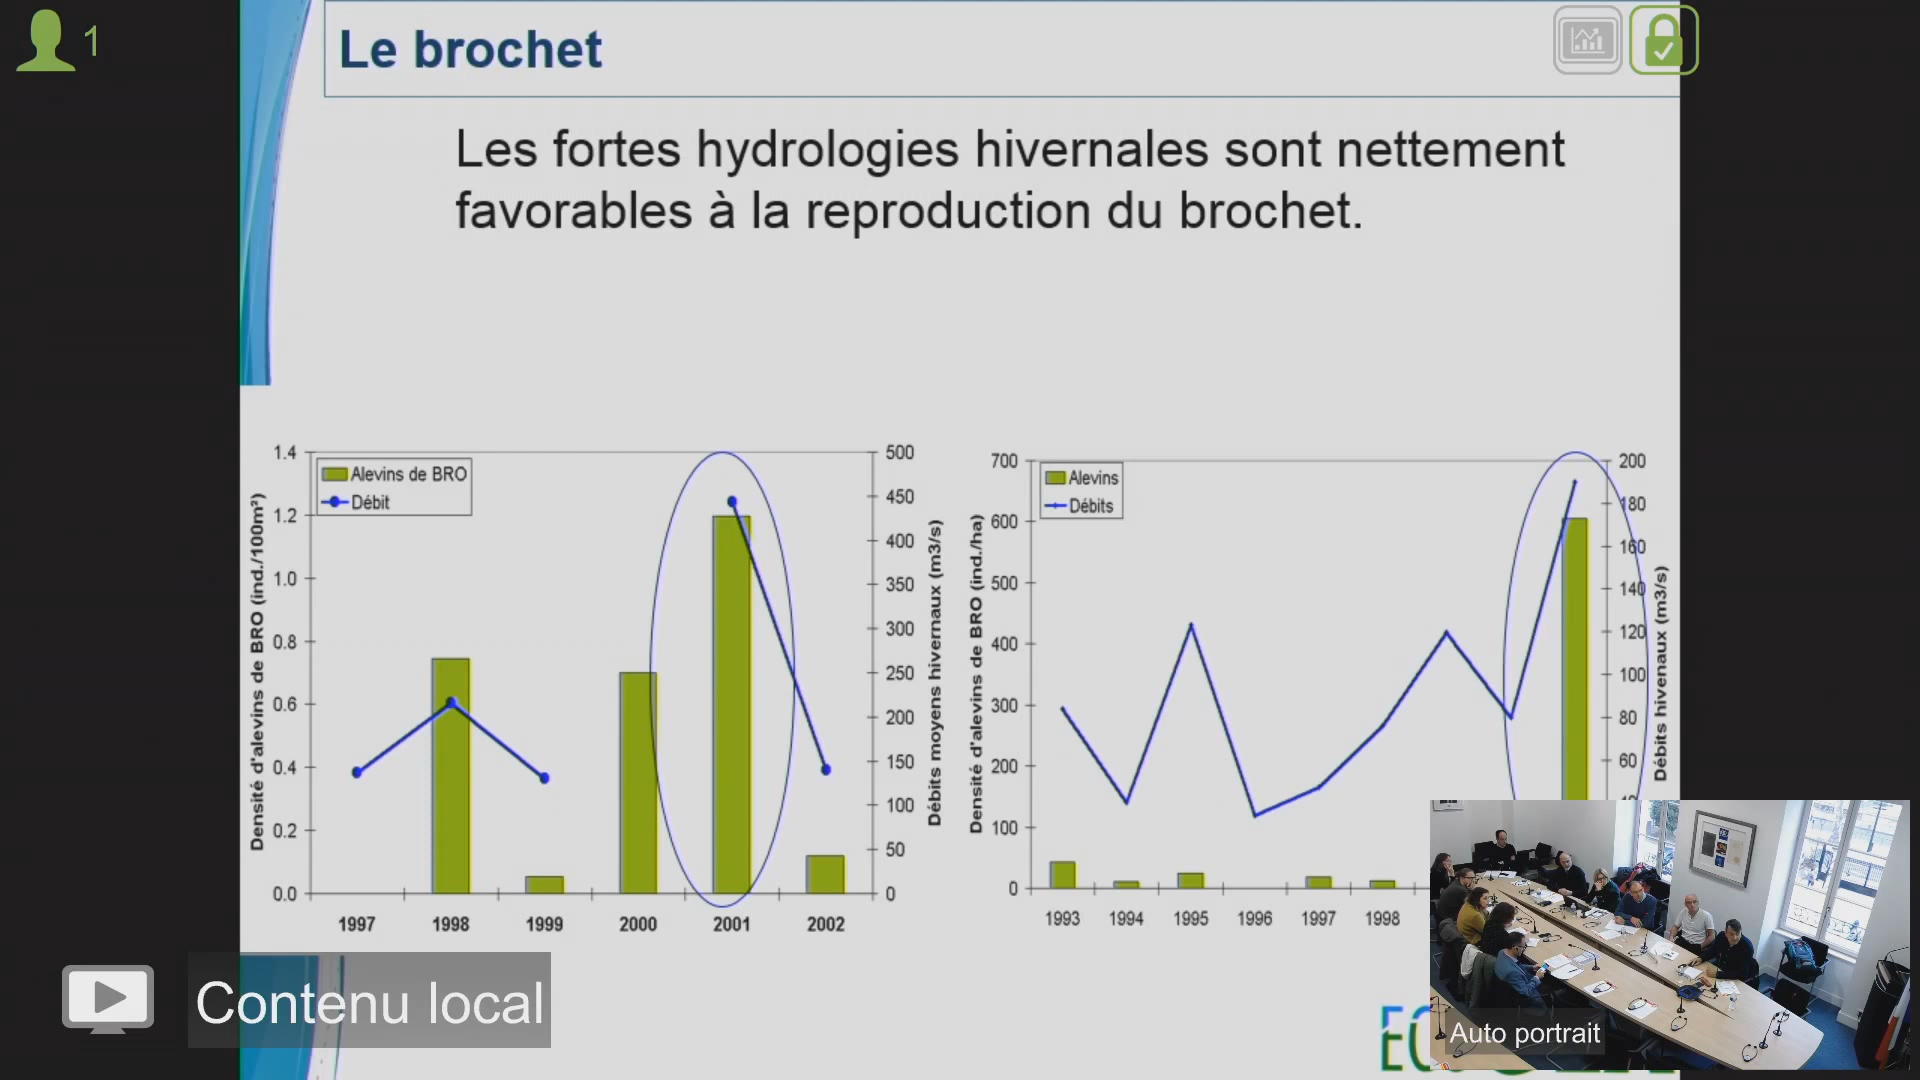 1
Le brochet
Les fortes hydrologies hivernales sont nettement
favorables à la reproduction du brochet.
Densité d'alevins de BRO (ind./100m²)
1.4
1.2
1.0
0.8
0.6
0.4
0.2
0.0
Alevins de BRO
Débit
500
450
400
350
300
250
200
150
100
50
0
Débits moyens hivernaux (m3/s)
1997 1998 1999 2000 2001 2002
Densité d'alevins de BRO (ind./ha)
700
600
500
400
300
200
100
0
Alevins
Débits
200
180
160
140
120
100
80
60
Débits hivenaux (m3/s)
1993 1994 1995 1996 1997 1998
Contenu local
Auto portrait